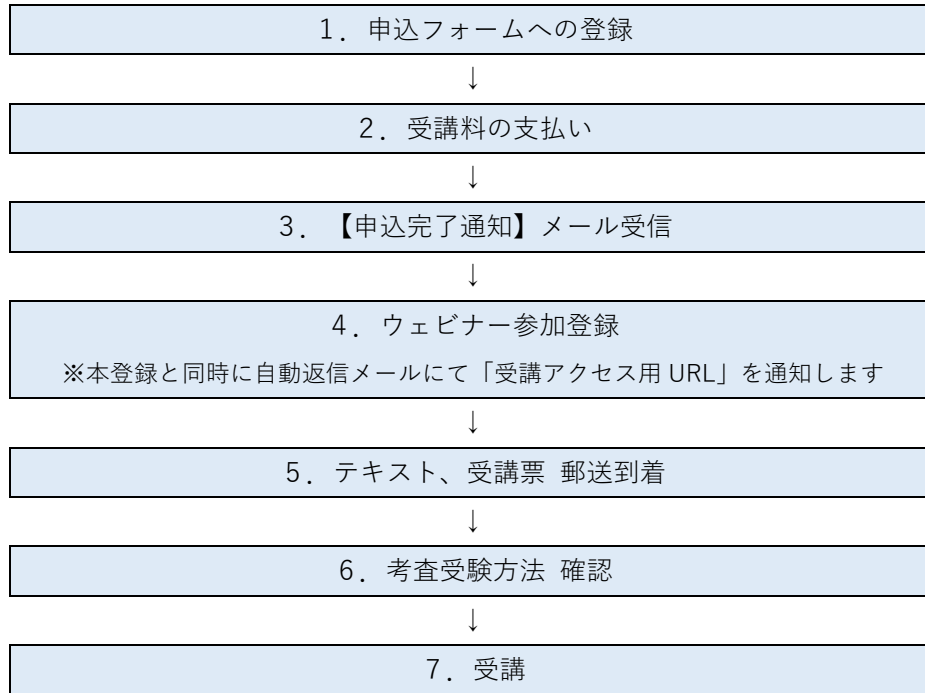 1．申込フォームへの登録
↓
2．受講料の支払い
↓
3．【申込完了通知】メール受信
↓
4．ウェビナー参加登録
※本登録と同時に自動返信メールにて「受講アクセス用 URL」を通知します
↓
5．テキスト、受講票 郵送到着
↓
6．考査受験方法 確認
↓
7．受講